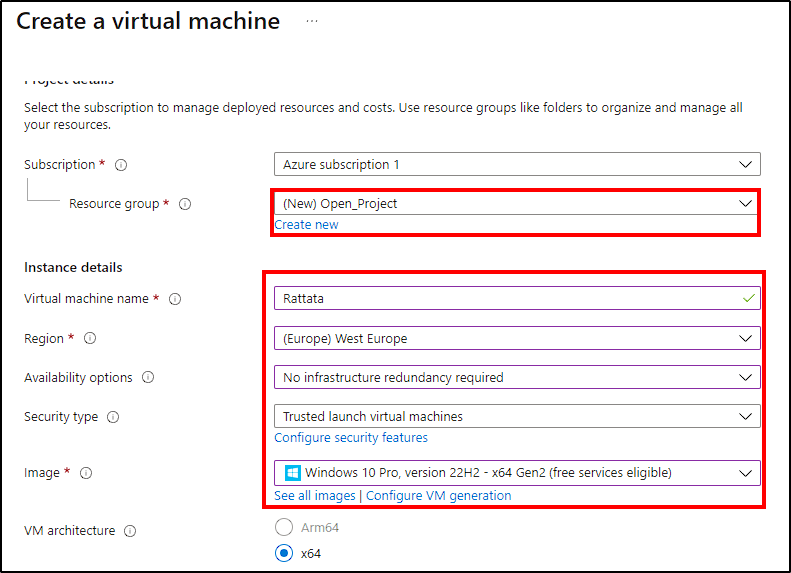 Create a virtual machine ...
Project details
Select the subscription to manage deployed resources and costs. Use resource groups like folders to organize and manage all
your resources.
Subscription *
Azure subscription 1
Resource group *
(New) Open_Project
Create new
Instance details
Virtual machine name *
Rattata
Region *
(Europe) West Europe
Availability options
No infrastructure redundancy required
Security type
Trusted launch virtual machines
Configure security features
Image *
Windows 10 Pro, version 22H2 - x64 Gen2 (free services eligible)
See all images | Configure VM generation
VM architecture
Arm64
x64